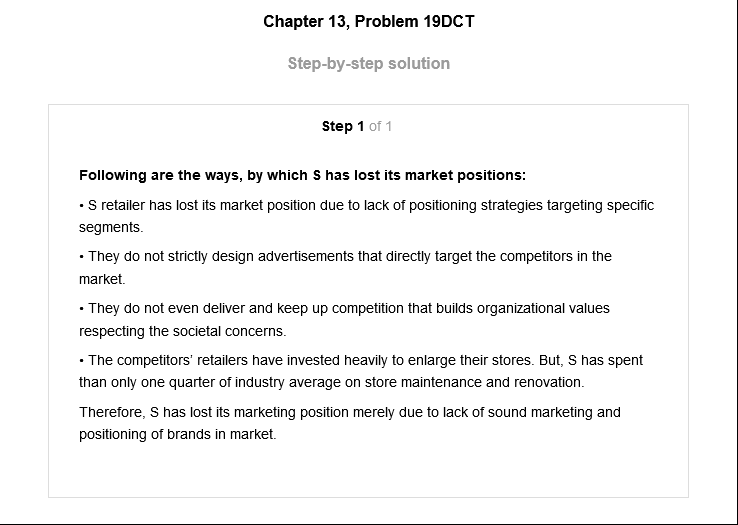 Chapter 13, Problem 19DCT
Step-by-step solution
Step 1 of 1
Following are the ways, by which S has lost its market positions:
• S retailer has lost its market position due to lack of positioning strategies targeting specific
segments.
• They do not strictly design advertisements that directly target the competitors in the
market.
• They do not even deliver and keep up competition that builds organizational values
respecting the societal concerns.
• The competitors' retailers have invested heavily to enlarge their stores. But, S has spent
than only one quarter of industry average on store maintenance and renovation.
Therefore, S has lost its marketing position merely due to lack of sound marketing and
positioning of brands in market.